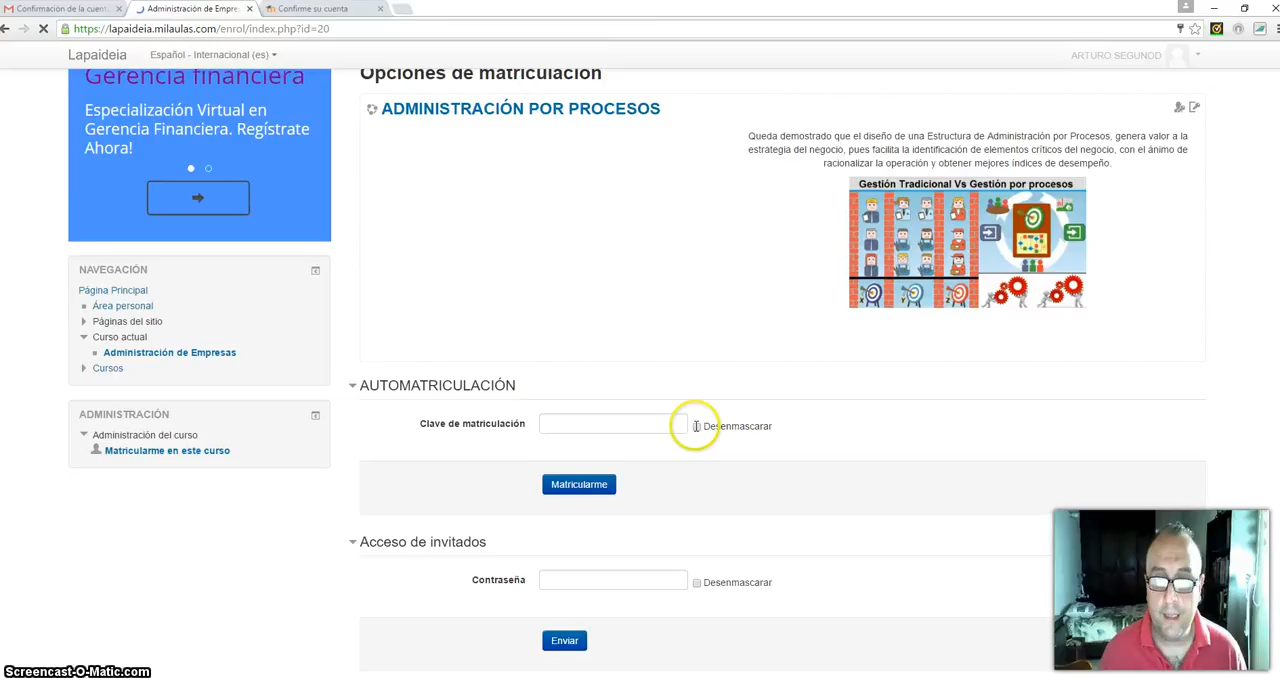 Confirmación de la cuent
Administración de Empre
Confirme su cuenta
https://lapaideia.milaulas.com/enrol/index.php?id=20
Lapaideia
Español - Internacional (es)
ARTURO SEGUNOD
Gerencia financiera
Especialización Virtual en
Gerencia Financiera. Regístrate
Ahora!
NAVEGACIÓN
Página Principal
Área personal
Páginas del sitio
Curso actual
Administración de Empresas
Cursos
ADMINISTRACIÓN
Administración del curso
Matricularme en este curso
Opciones de matriculación
ADMINISTRACIÓN POR PROCESOS
Queda demostrado que el diseño de una Estructura de Administración por Procesos, genera valor a la
estrategia del negocio, pues facilita la identificación de elementos críticos del negocio, con el ánimo de
racionalizar la operación y obtener mejores índices de desempeño.
Gestión Tradicional Vs Gestión por procesos
AUTOMATRICULACIÓN
Clave de matriculación
Desenmascarar
Matricularme
Acceso de invitados
Contraseña
Desenmascarar
Enviar
Screencast-O-Matic.com